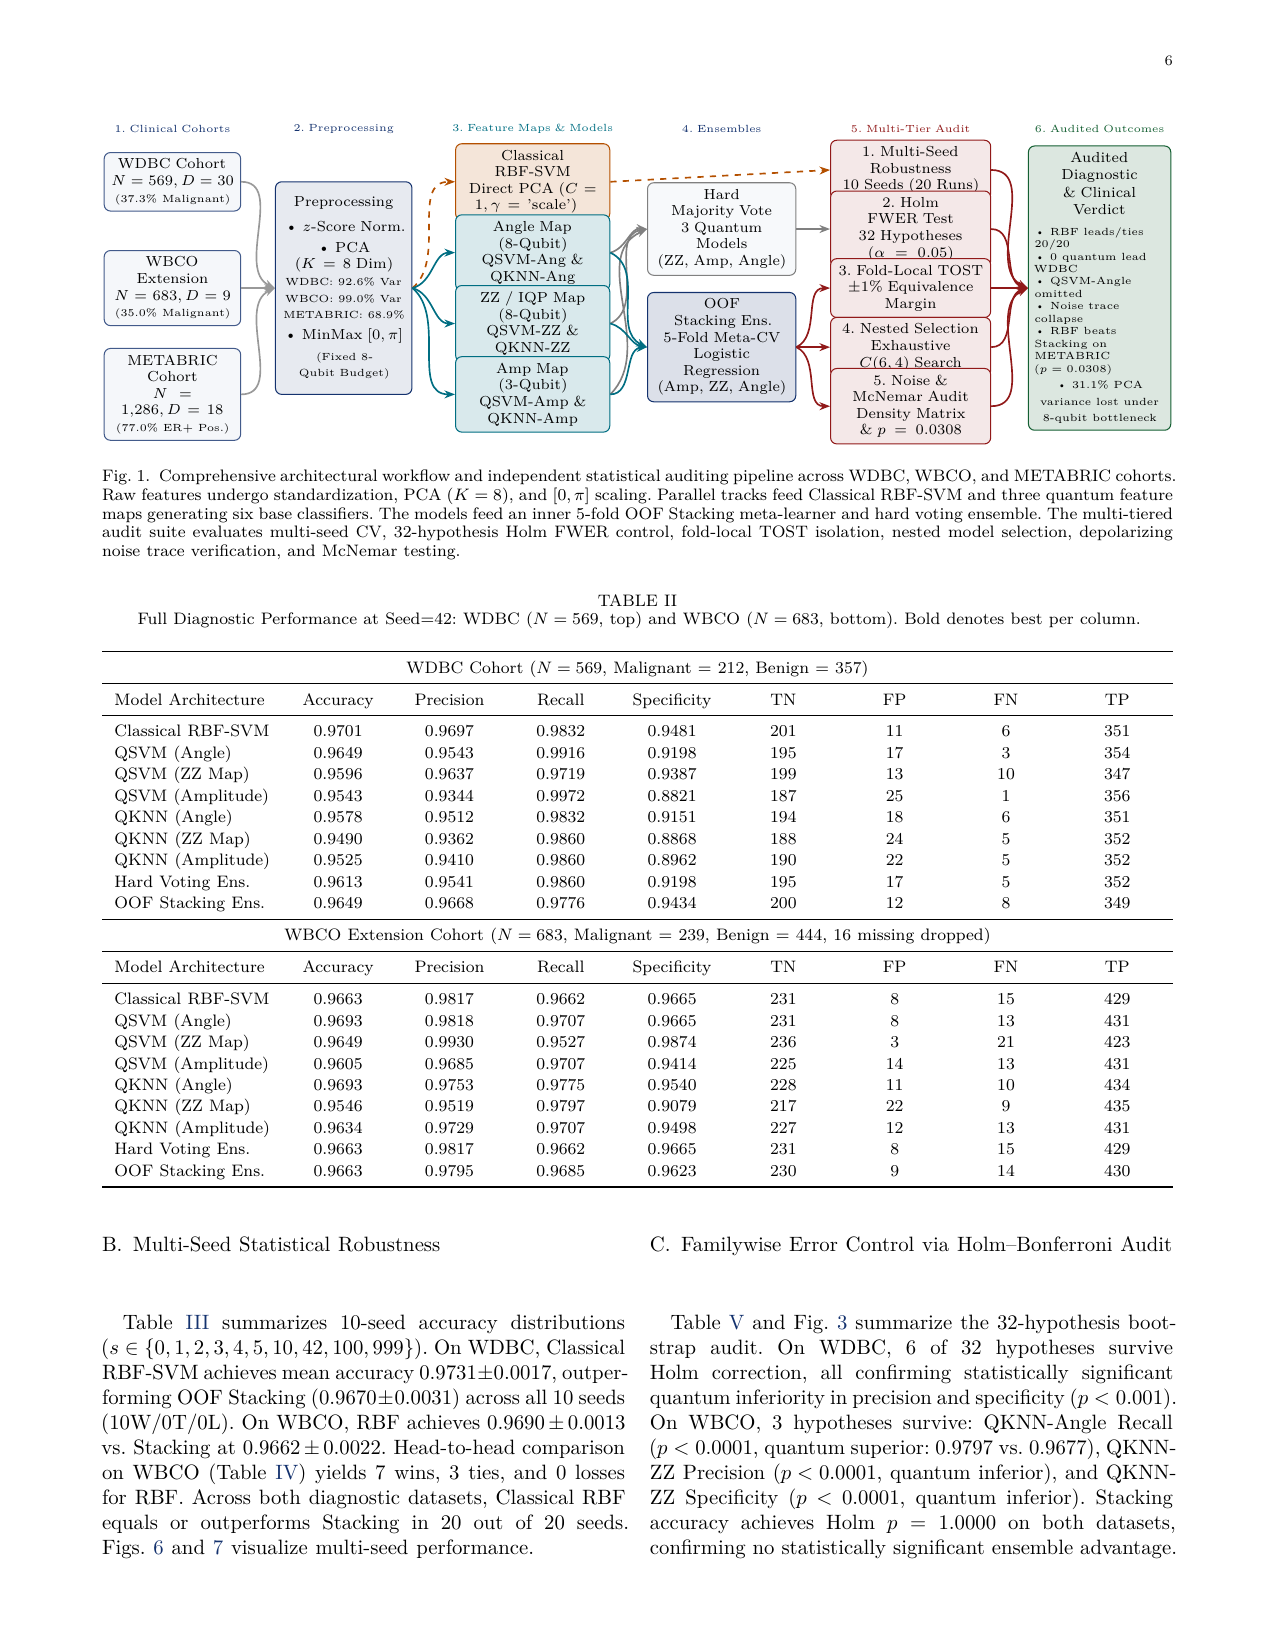 6
1. Clinical Cohorts
WDBC Cohort
N = 569, D = 30
(37.3% Malignant)
WBCO
Extension
N = 683, D = 9
(35.0% Malignant)
METABRIC
Cohort
N =
1,286, D = 18
(77.0% ER+ Pos.)
2. Preprocessing
Preprocessing
• z-Score Norm.
• PCA
(K = 8 Dim)
WDBC: 92.6% Var
WBCO: 99.0% Var
METABRIC: 68.9%
• MinMax [0, π]
(Fixed 8-
Qubit Budget)
3. Feature Maps & Models
Classical
RBF-SVM
Direct PCA (C =
1, γ = 'scale')
Angle Map
(8-Qubit)
QSVM-Ang &
QKNN-Ang
ZZ / IQP Map
(8-Qubit)
QSVM-ZZ &
QKNN-ZZ
Amp Map
(3-Qubit)
QSVM-Amp &
QKNN-Amp
4. Ensembles
Hard
Majority Vote
3 Quantum
Models
(ZZ, Amp, Angle)
OOF
Stacking Ens.
5-Fold Meta-CV
Logistic
Regression
(Amp, ZZ, Angle)
5. Multi-Tier Audit
1. Multi-Seed
Robustness
10 Seeds (20 Runs)
2. Holm
FWER Test
32 Hypotheses
(α = 0.05)
3. Fold-Local TOST
±1% Equivalence
Margin
4. Nested Selection
Exhaustive
C(6, 4) Search
5. Noise &
McNemar Audit
Density Matrix
& p = 0.0308
6. Audited Outcomes
Audited
Diagnostic
& Clinical
Verdict
• RBF leads/ties
20/20
• 0 quantum lead
WDBC
• QSVM-Angle
omitted
• Noise trace
collapse
• RBF beats
Stacking on
METABRIC
(p = 0.0308)
• 31.1% PCA
variance lost under
8-qubit bottleneck
Fig. 1. Comprehensive architectural workflow and independent statistical auditing pipeline across WDBC, WBCO, and METABRIC cohorts.
Raw features undergo standardization, PCA (K = 8), and [0, π] scaling. Parallel tracks feed Classical RBF-SVM and three quantum feature
maps generating six base classifiers. The models feed an inner 5-fold OOF Stacking meta-learner and hard voting ensemble. The multi-tiered
audit suite evaluates multi-seed CV, 32-hypothesis Holm FWER control, fold-local TOST isolation, nested model selection, depolarizing
noise trace verification, and McNemar testing.
TABLE II
Full Diagnostic Performance at Seed=42: WDBC (N = 569, top) and WBCO (N = 683, bottom). Bold denotes best per column.
WDBC Cohort (N = 569, Malignant = 212, Benign = 357)
Model Architecture Accuracy Precision Recall Specificity TN FP FN TP
Classical RBF-SVM 0.9701 0.9697 0.9832 0.9481 201 11 6 351
QSVM (Angle) 0.9649 0.9543 0.9916 0.9198 195 17 3 354
QSVM (ZZ Map) 0.9596 0.9637 0.9719 0.9387 199 13 10 347
QSVM (Amplitude) 0.9543 0.9344 0.9972 0.8821 187 25 1 356
QKNN (Angle) 0.9578 0.9512 0.9832 0.9151 194 18 6 351
QKNN (ZZ Map) 0.9490 0.9362 0.9860 0.8868 188 24 5 352
QKNN (Amplitude) 0.9525 0.9410 0.9860 0.8962 190 22 5 352
Hard Voting Ens. 0.9613 0.9541 0.9860 0.9198 195 17 5 352
OOF Stacking Ens. 0.9649 0.9668 0.9776 0.9434 200 12 8 349
WBCO Extension Cohort (N = 683, Malignant = 239, Benign = 444, 16 missing dropped)
Model Architecture Accuracy Precision Recall Specificity TN FP FN TP
Classical RBF-SVM 0.9663 0.9817 0.9662 0.9665 231 8 15 429
QSVM (Angle) 0.9693 0.9818 0.9707 0.9665 231 8 13 431
QSVM (ZZ Map) 0.9649 0.9930 0.9527 0.9874 236 3 21 423
QSVM (Amplitude) 0.9605 0.9685 0.9707 0.9414 225 14 13 431
QKNN (Angle) 0.9693 0.9753 0.9775 0.9540 228 11 10 434
QKNN (ZZ Map) 0.9546 0.9519 0.9797 0.9079 217 22 9 435
QKNN (Amplitude) 0.9634 0.9729 0.9707 0.9498 227 12 13 431
Hard Voting Ens. 0.9663 0.9817 0.9662 0.9665 231 8 15 429
OOF Stacking Ens. 0.9663 0.9795 0.9685 0.9623 230 9 14 430
B. Multi-Seed Statistical Robustness
Table III summarizes 10-seed accuracy distributions
(s ∈ {0, 1, 2, 3, 4, 5, 10, 42, 100, 999}). On WDBC, Classical
RBF-SVM achieves mean accuracy 0.9731±0.0017, outper-
forming OOF Stacking (0.9670±0.0031) across all 10 seeds
(10W/0T/0L). On WBCO, RBF achieves 0.9690 ± 0.0013
vs. Stacking at 0.9662 ± 0.0022. Head-to-head comparison
on WBCO (Table IV) yields 7 wins, 3 ties, and 0 losses
for RBF. Across both diagnostic datasets, Classical RBF
equals or outperforms Stacking in 20 out of 20 seeds.
Figs. 6 and 7 visualize multi-seed performance.
C. Familywise Error Control via Holm–Bonferroni Audit
Table V and Fig. 3 summarize the 32-hypothesis boot-
strap audit. On WDBC, 6 of 32 hypotheses survive
Holm correction, all confirming statistically significant
quantum inferiority in precision and specificity (p < 0.001).
On WBCO, 3 hypotheses survive: QKNN-Angle Recall
(p < 0.0001, quantum superior: 0.9797 vs. 0.9677), QKNN-
ZZ Precision (p < 0.0001, quantum inferior), and QKNN-
ZZ Specificity (p < 0.0001, quantum inferior). Stacking
accuracy achieves Holm p = 1.0000 on both datasets,
confirming no statistically significant ensemble advantage.